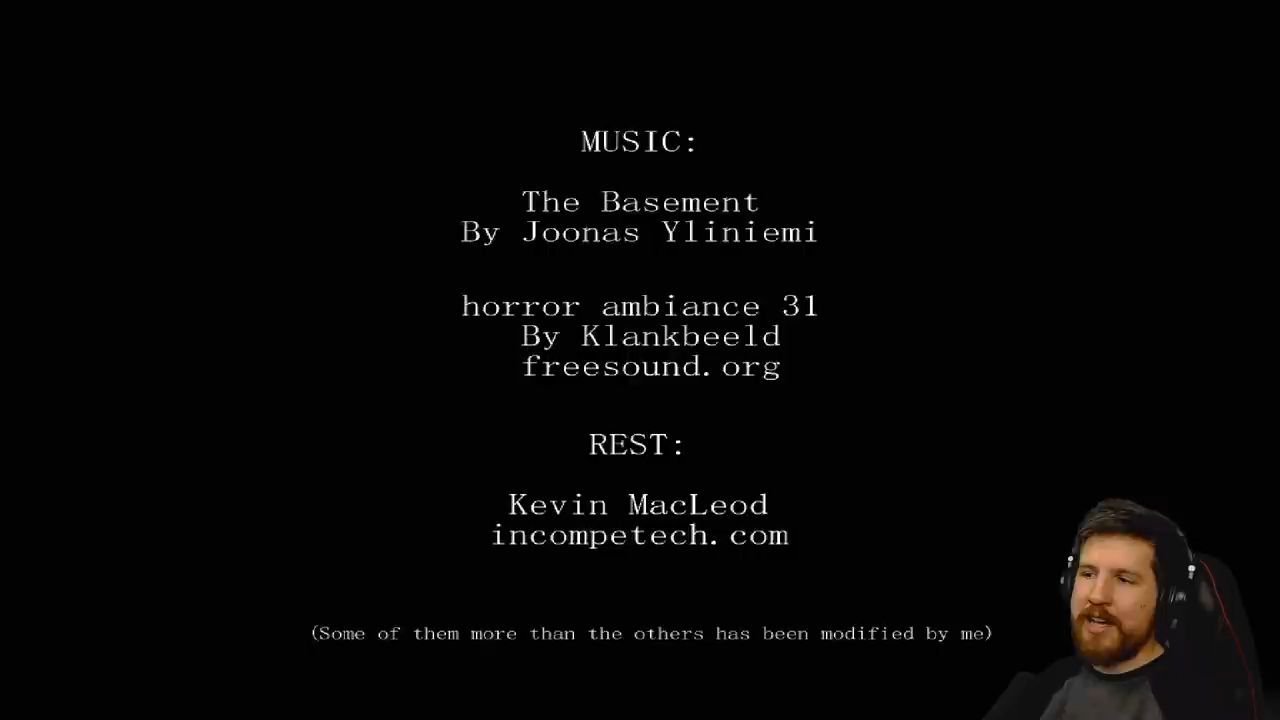 MUSIC:
The Basement
By Joonas Yliniemi
horror ambiance 31
By Klankbeeld
freesound.org
REST:
Kevin MacLeod
incompetech.com
(Some of them more than the others has been modified by me)